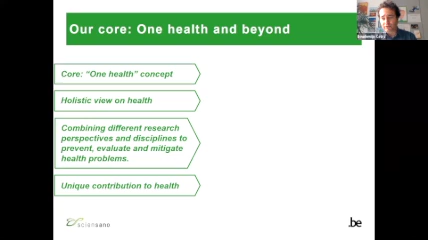 Our core: One health and beyond
Core: “One health” concept
Holistic view on health
Combining different research
perspectives and disciplines to
prevent, evaluate and mitigate
health problems.
Unique contribution to health
sciensano
.be